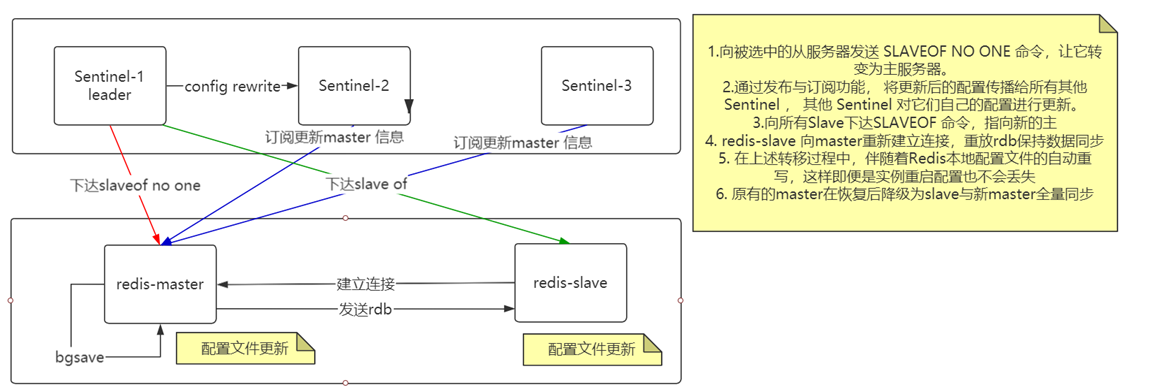 Sentinel-1
leader
config rewrite
Sentinel-2
Sentinel-3
订阅更新master 信息
订阅更新master 信息
下达slaveof no one
下达slave of
redis-master
建立连接
发送rdb
redis-slave
bgsave
配置文件更新
配置文件更新
1.向被选中的从服务器发送 SLAVEOF NO ONE 命令，让它转
变为主服务器。
2.通过发布与订阅功能， 将更新后的配置传播给所有其他
Sentinel ， 其他 Sentinel 对它们自己的配置进行更新。
3.向所有Slave下达SLAVEOF 命令，指向新的主
4. redis-slave 向master重新建立连接，重放rdb保持数据同步
5. 在上述转移过程中，伴随着Redis本地配置文件的自动重
写，这样即便是实例重启配置也不会丢失
6. 原有的master在恢复后降级为slave与新master全量同步